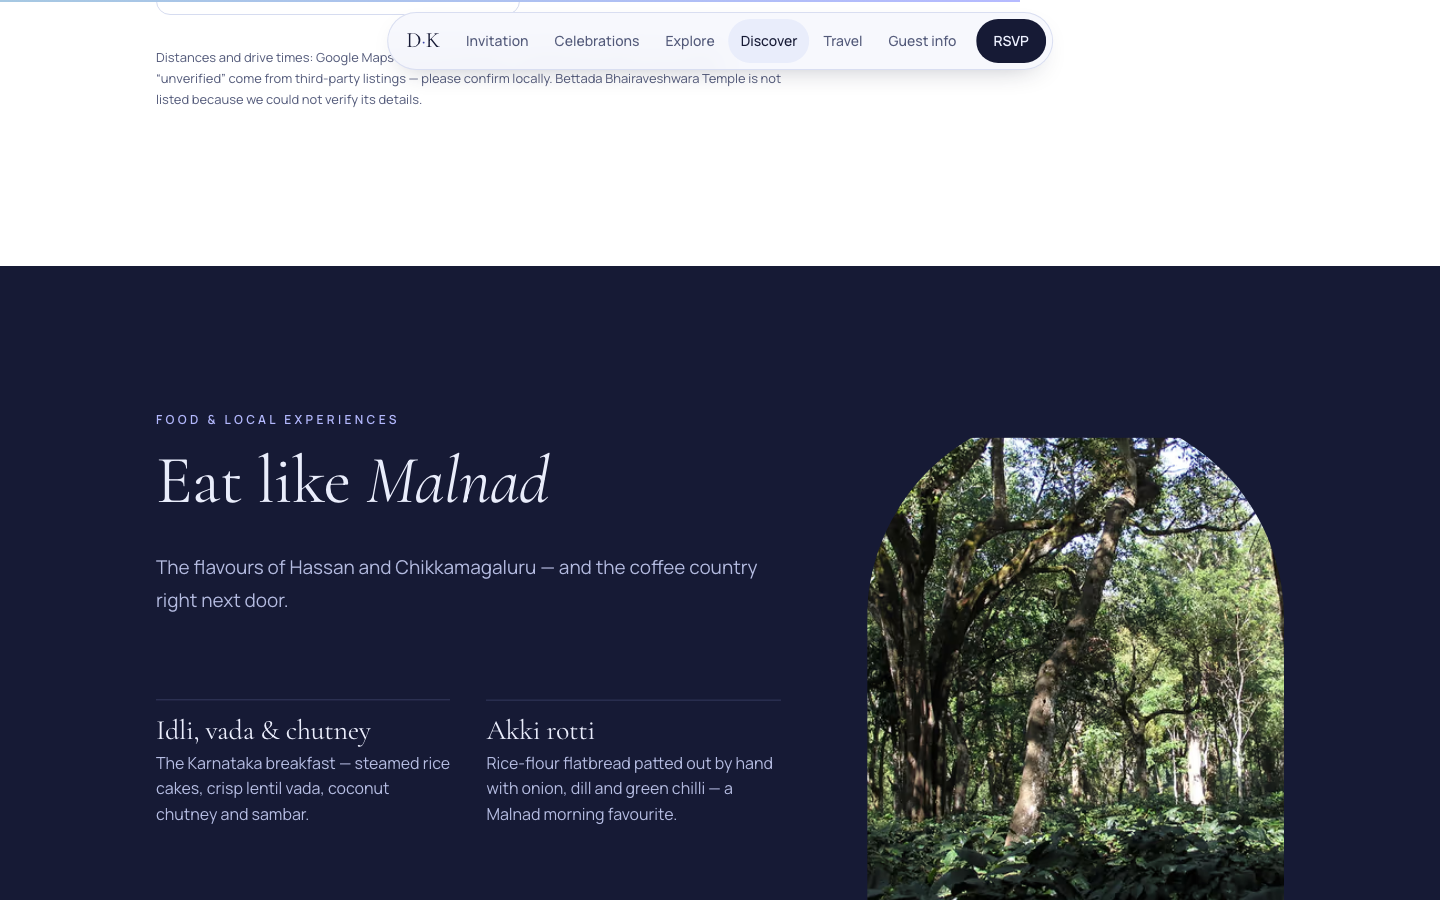 D·K Invitation Celebrations Explore Discover Travel Guest info RSVP
Distances and drive times: Google Maps
“unverified” come from third-party listings — please confirm locally. Bettada Bhairaveshwara Temple is not
listed because we could not verify its details.
FOOD & LOCAL EXPERIENCES
Eat like Malnad
The flavours of Hassan and Chikkamagaluru — and the coffee country
right next door.
Idli, vada & chutney
The Karnataka breakfast — steamed rice
cakes, crisp lentil vada, coconut
chutney and sambar.
Akki rotti
Rice-flour flatbread patted out by hand
with onion, dill and green chilli — a
Malnad morning favourite.